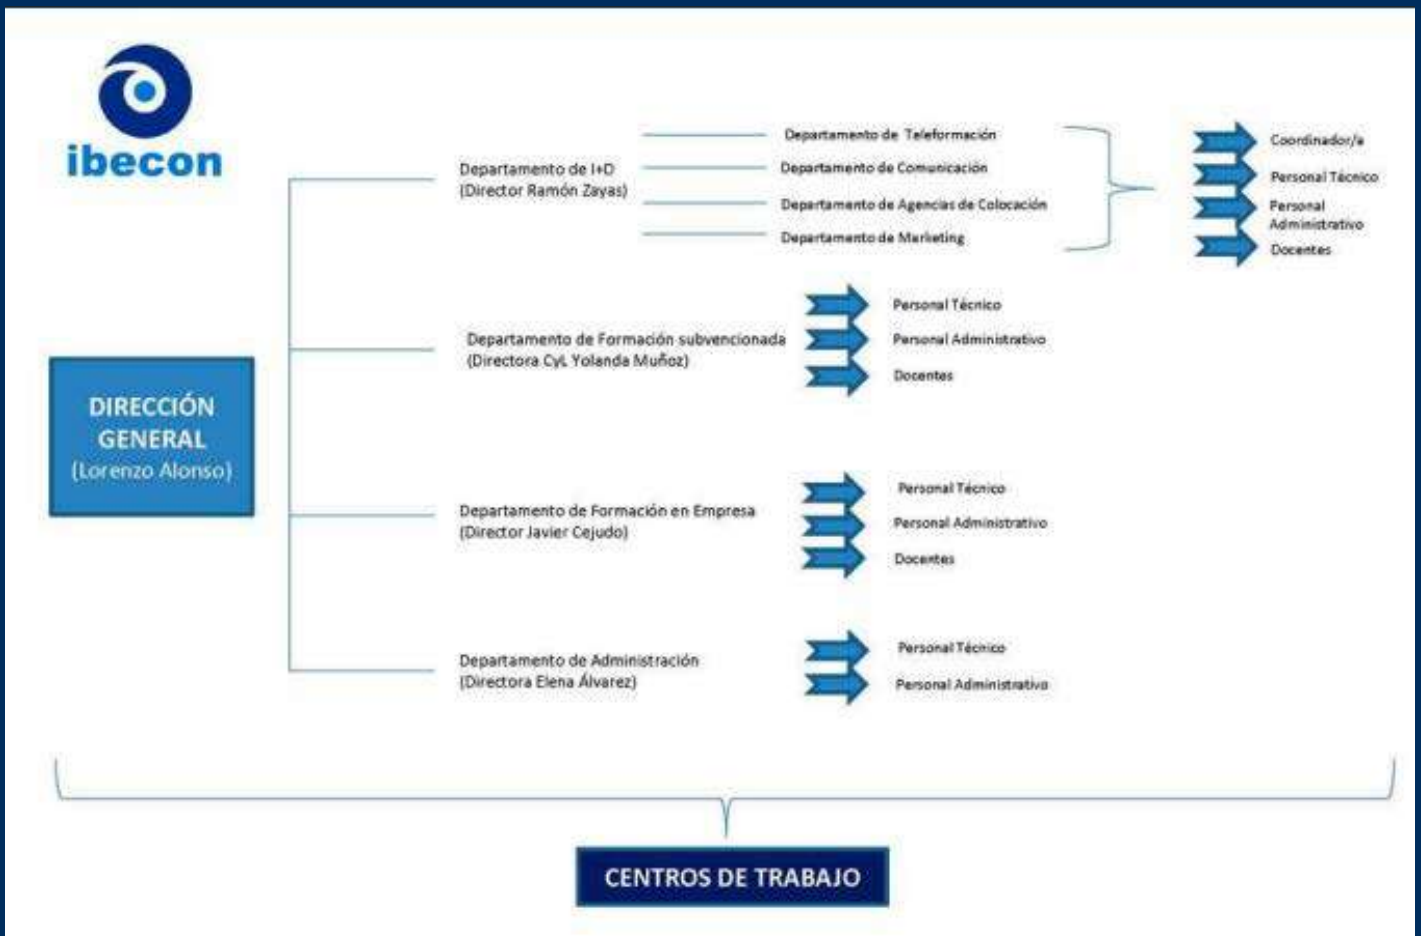 ibecon
Departamento de I+D
(Director Ramón Zayas)
Departamento de Teleformación
Departamento de Comunicación
Departamento de Agencias de Colocación
Departamento de Marketing
Coordinador/a
Personal Técnico
Personal
Administrativo
Docentes
DIRECCIÓN
GENERAL
(Lorenzo Alonso)
Departamento de Formación subvencionada
(Directora CyL Yolanda Muñoz)
Personal Técnico
Personal Administrativo
Docentes
Departamento de Formación en Empresa
(Director Javier Cejudo)
Personal Técnico
Personal Administrativo
Docentes
Departamento de Administración
(Directora Elena Álvarez)
Personal Técnico
Personal Administrativo
CENTROS DE TRABAJO